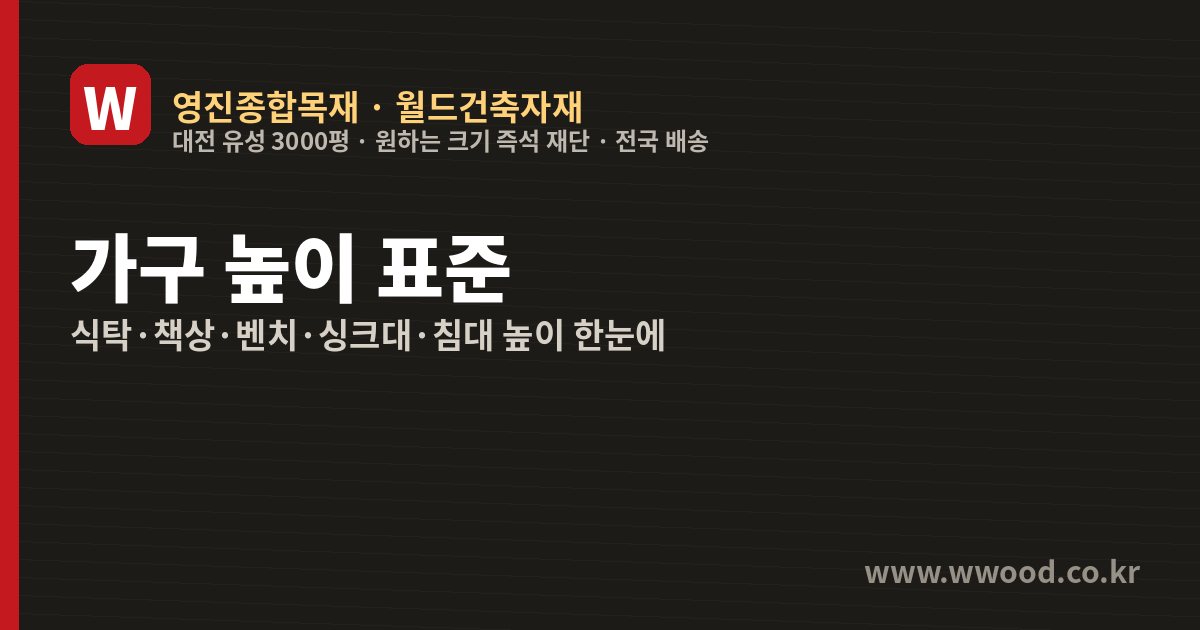 W
영진종합목재 · 월드건축자재
대전 유성 3000평 · 원하는 크기 즉석 재단 · 전국 배송
가구 높이 표준
식탁·책상·벤치·싱크대·침대 높이 한눈에
www.wwood.co.kr